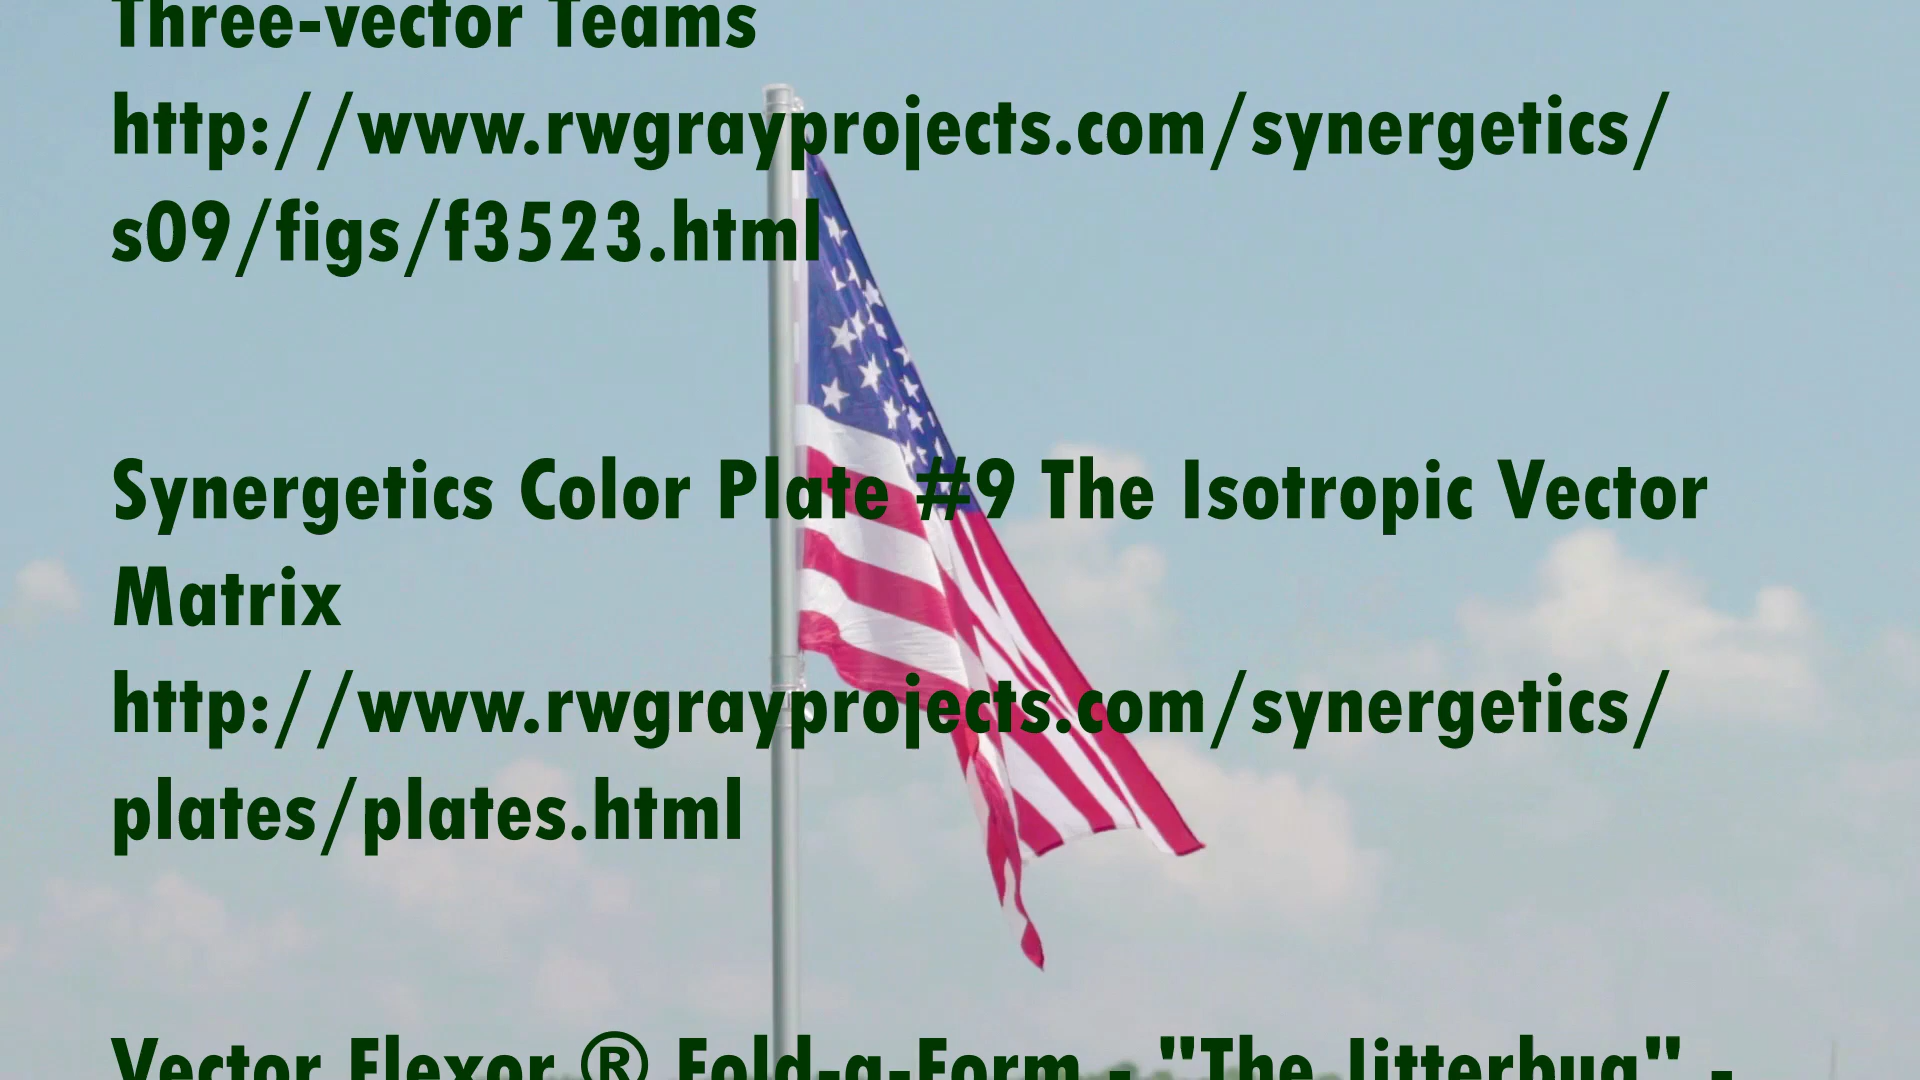 Three-vector Teams
http://www.rwgrayprojects.com/synergetics/
s09/figs/f3523.html
Synergetics Color Plate #9 The Isotropic Vector
Matrix
http://www.rwgrayprojects.com/synergetics/
plates/plates.html
Vector Flexor ® Fold-a-Form - "The Jitterbug" -